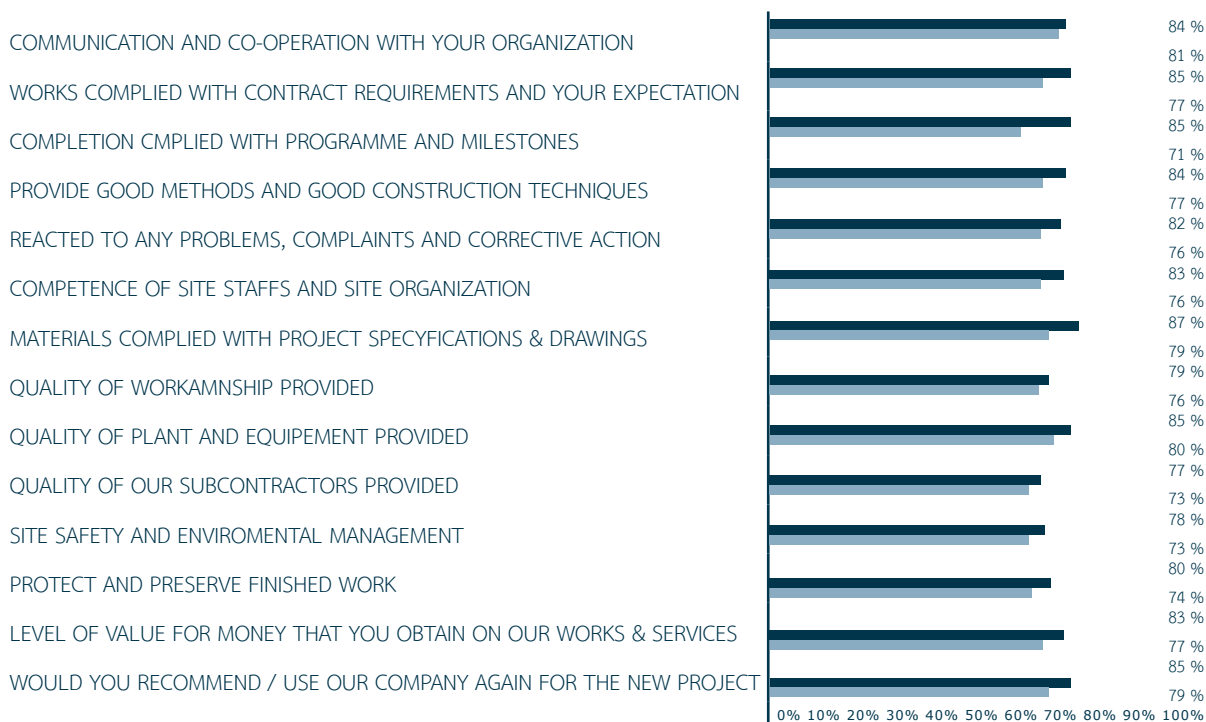 84 %
COMMUNICATION AND CO-OPERATION WITH YOUR ORGANIZATION
81 %
85 %
WORKS COMPLIED WITH CONTRACT REQUIREMENTS AND YOUR EXPECTATION
77 %
85 %
COMPLETION CMPLIED WITH PROGRAMME AND MILESTONES
71 %
84 %
PROVIDE GOOD METHODS AND GOOD CONSTRUCTION TECHNIQUES
77 %
82 %
REACTED TO ANY PROBLEMS, COMPLAINTS AND CORRECTIVE ACTION
76 %
83 %
COMPETENCE OF SITE STAFFS AND SITE ORGANIZATION
76 %
87 %
MATERIALS COMPLIED WITH PROJECT SPECYFICATIONS & DRAWINGS
79 %
79 %
QUALITY OF WORKAMNSHIP PROVIDED
76 %
85 %
QUALITY OF PLANT AND EQUIPEMENT PROVIDED
80 %
77 %
QUALITY OF OUR SUBCONTRACTORS PROVIDED
73 %
78 %
SITE SAFETY AND ENVIROMENTAL MANAGEMENT
73 %
80 %
PROTECT AND PRESERVE FINISHED WORK
74 %
83 %
LEVEL OF VALUE FOR MONEY THAT YOU OBTAIN ON OUR WORKS & SERVICES
77 %
85 %
WOULD YOU RECOMMEND / USE OUR COMPANY AGAIN FOR THE NEW PROJECT
79 %
0% 10% 20% 30% 40% 50% 60% 70% 80% 90% 100%